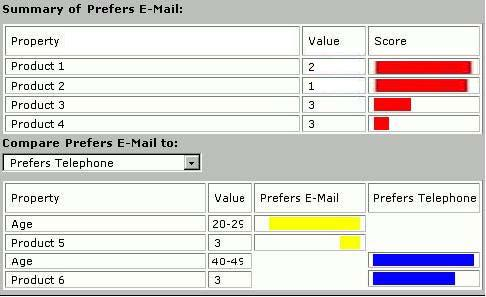 Summary of Prefers E-Mail:
Property Value Score
Product 1 2
Product 2 1
Product 3 3
Product 4 3
Compare Prefers E-Mail to:
Prefers Telephone
Property Value Prefers E-Mail Prefers Telephone
Age 20-29
Product 5 3
Age 40-49
Product 6 3